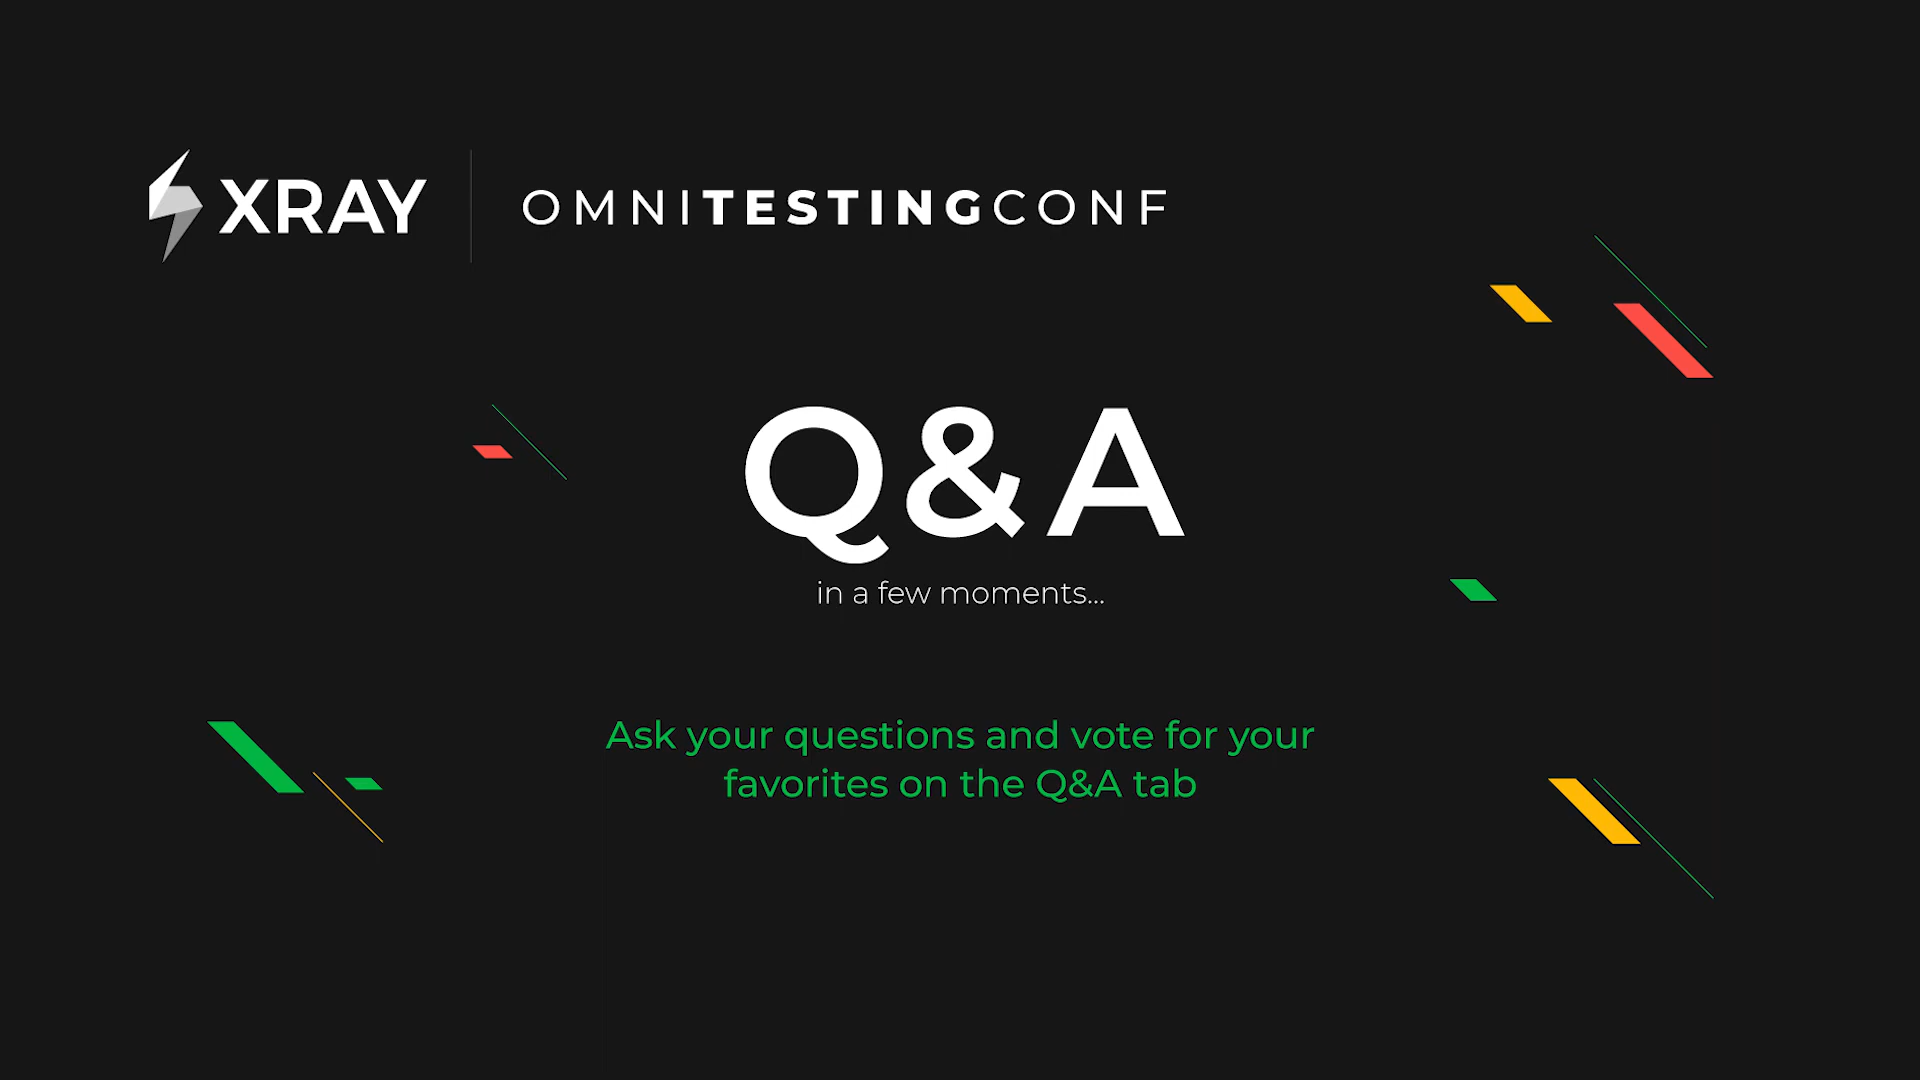 XRAY
OMNITESTINGCONF
Q&A
in a few moments...
Ask your questions and vote for your
favorites on the Q&A tab